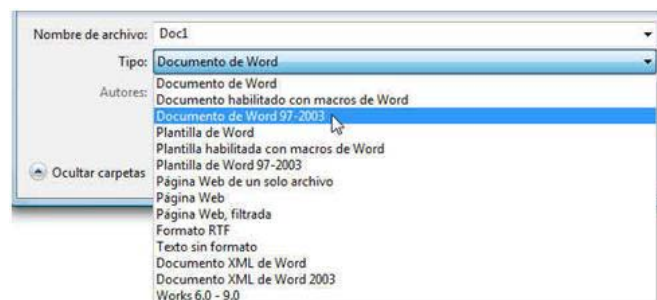 Nombre de archivo: Doc1
Tipo: Documento de Word
Autores:
Documento de Word
Documento habilitado con macros de Word
Documento de Word 97-2003
Plantilla de Word
Plantilla habilitada con macros de Word
Plantilla de Word 97-2003
Ocultar carpetas
Página Web de un solo archivo
Página Web
Página Web, filtrada
Formato RTF
Texto sin formato
Documento XML de Word
Documento XML de Word 2003
Works 6.0 - 9.0